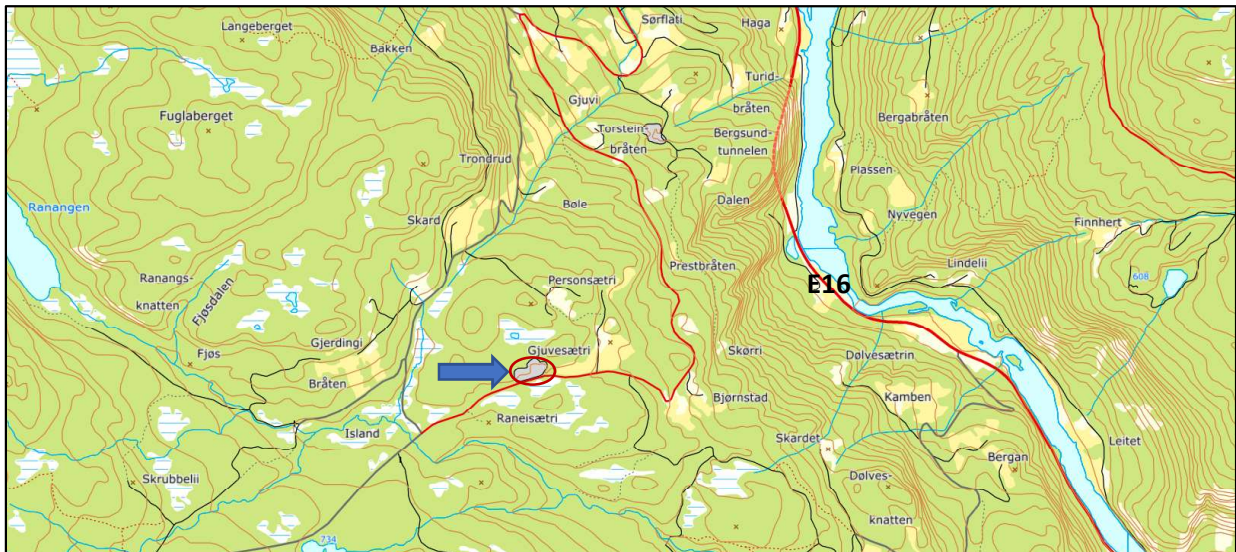 Langeberget
Sørflati
Haga
Bakken
Turid-
bråten
Gjuvi
Fuglaberget
Bergabråten
Torstein-
bråten
Bergsund-
tunnelen
Trondrud
Plassen
Dalen
Ranangen
Skard
Bøle
Nyvegen
Finnhert
Prestbråten
Lindelii
Ranangs-
knatten
Fjøsdalen
Personsætri
608
E16
Gjerdingi
Gjuvesætri
Skørri
Dølvesætrin
Fjøs
Bråten
Bjørnstad
Kamben
Raneisætri
Island
Skardet
Leitet
Bergan
Skrubbelii
Dølves-
knatten
734